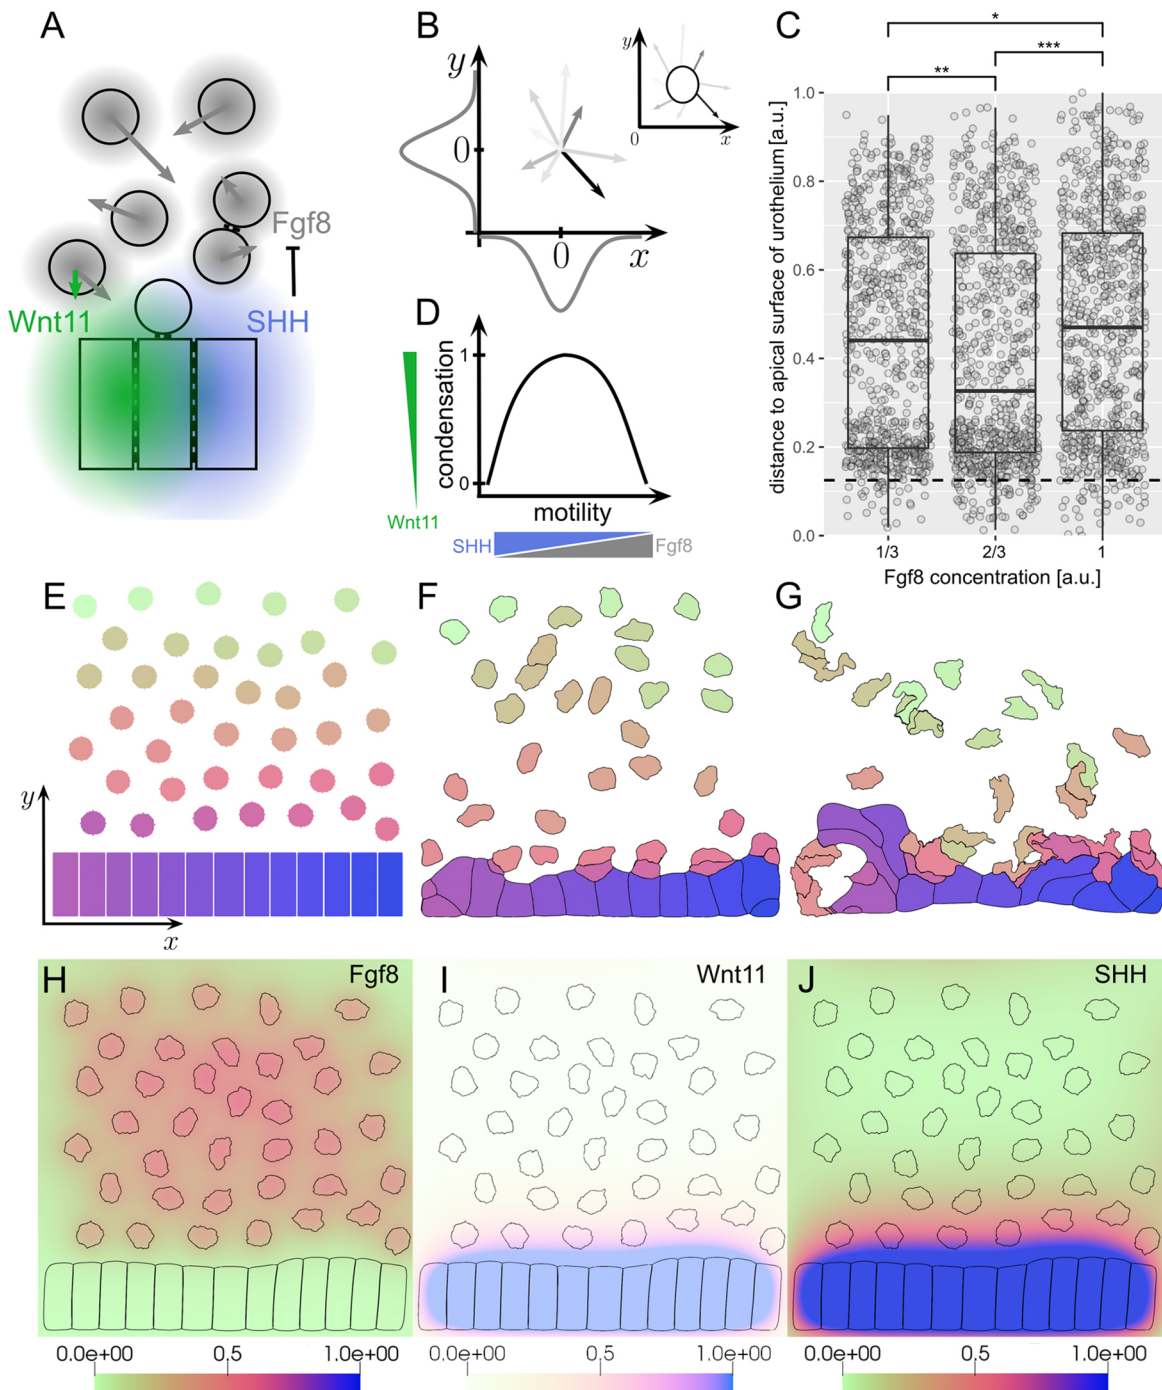 A
Fgf8
Wnt11
SHH
B
y
0
0
x
y
0
x
C
*
**
***
distance to apical surface of urothelium [a.u.]
1.0
0.8
0.6
0.4
0.2
0.0
1/3
2/3
1
Fgf8 concentration [a.u.]
D
condensation
1
0
Wnt11
motility
SHH
Fgf8
E
y
x
F
G
H
Fgf8
I
Wnt11
J
SHH
0.0e+00
0.5
1.0e+00
0.0e+00
0.5
1.0e+00
0.0e+00
0.5
1.0e+00